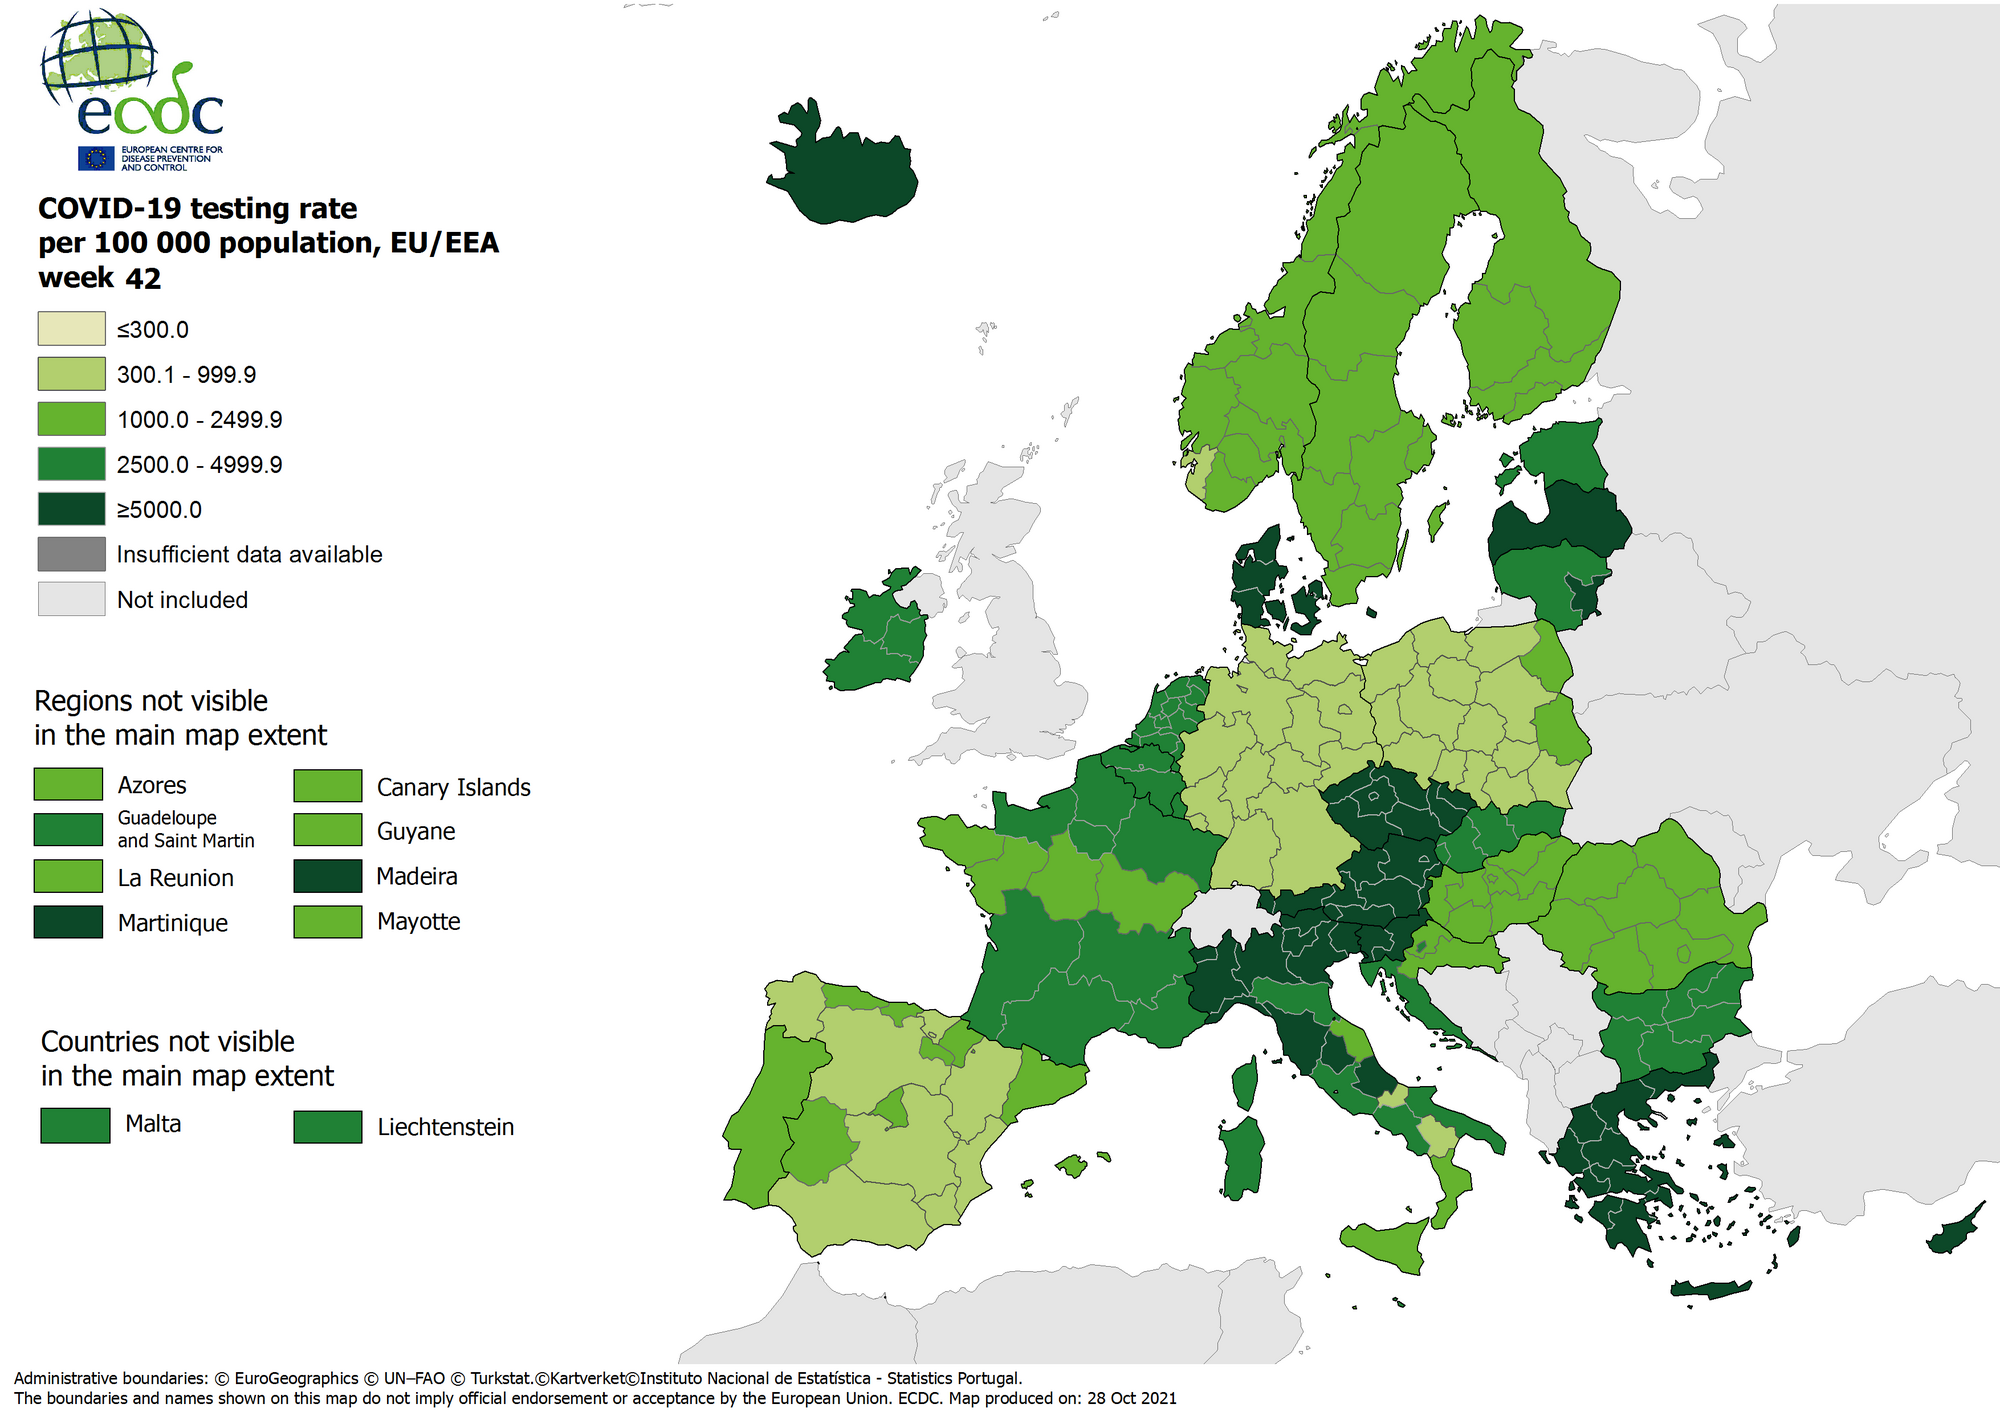 ecdc
EUROPEAN CENTRE FOR
DISEASE PREVENTION
AND CONTROL
COVID-19 testing rate
per 100 000 population, EU/EEA
week 42
≤300.0
300.1 - 999.9
1000.0 - 2499.9
2500.0 - 4999.9
≥5000.0
Insufficient data available
Not included
Regions not visible
in the main map extent
Azores
Canary Islands
Guadeloupe
and Saint Martin
Guyane
La Reunion
Madeira
Martinique
Mayotte
Countries not visible
in the main map extent
Malta
Liechtenstein
Administrative boundaries: © EuroGeographics © UN–FAO © Turkstat.©Kartverket©Instituto Nacional de Estatística - Statistics Portugal.
The boundaries and names shown on this map do not imply official endorsement or acceptance by the European Union. ECDC. Map produced on: 28 Oct 2021